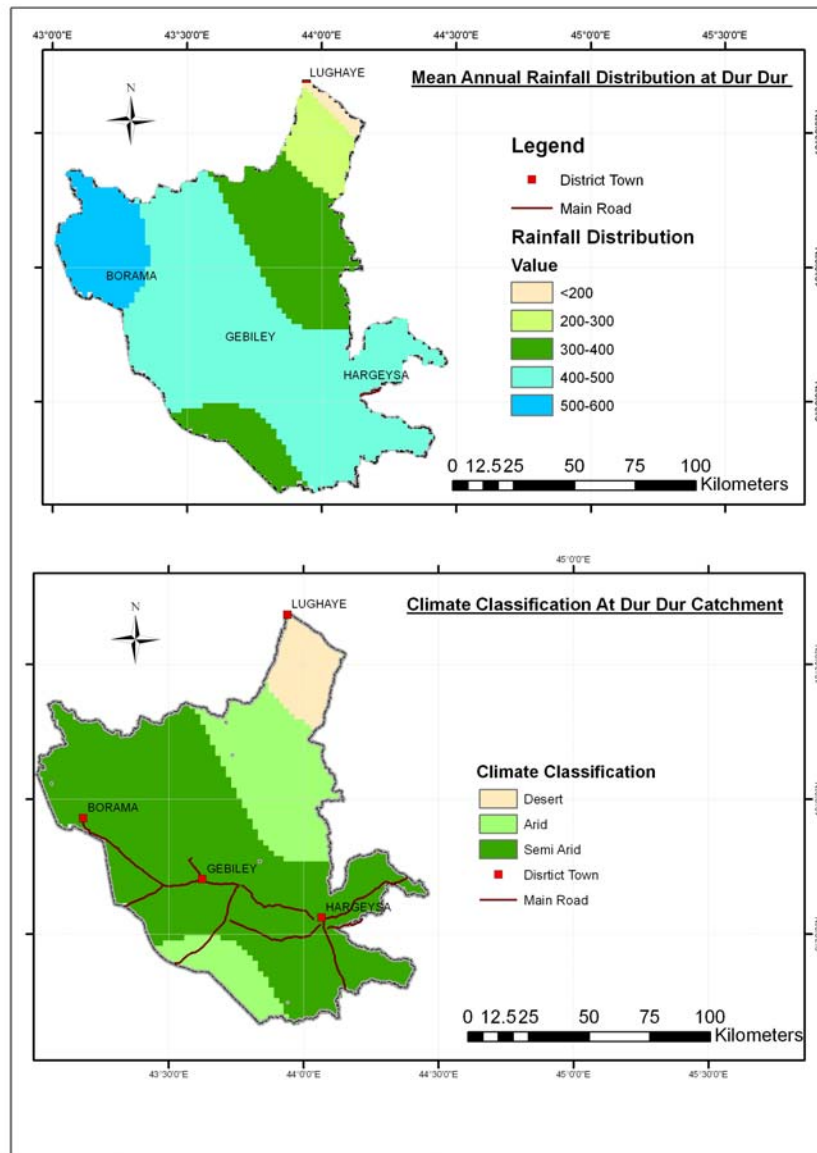 43°0'0"E 43°30'0"E 44°0'0"E 44°30'0"E 45°0'0"E 45°30'0"E
LUGHAYE
Mean Annual Rainfall Distribution at Dur Dur
N
Legend
District Town
Main Road
Rainfall Distribution
Value
<200
200-300
300-400
400-500
500-600
BORAMA
GEBILEY
HARGEYSA
0 12.525 50 75 100
Kilometers
45°0'0"E
LUGHAYE
Climate Classification At Dur Dur Catchment
N
Climate Classification
Desert
Arid
Semi Arid
Disrtict Town
Main Road
BORAMA
GEBILEY
HARGEYSA
0 12.525 50 75 100
Kilometers
43°30'0"E 44°0'0"E 44°30'0"E 45°0'0"E 45°30'0"E